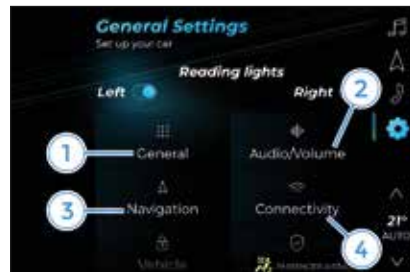 General Settings
Set up your car
Reading lights
Left Right
2
1 General Audio/Volume
3 Navigation Connectivity
21°
AUTO
4
Vehicle